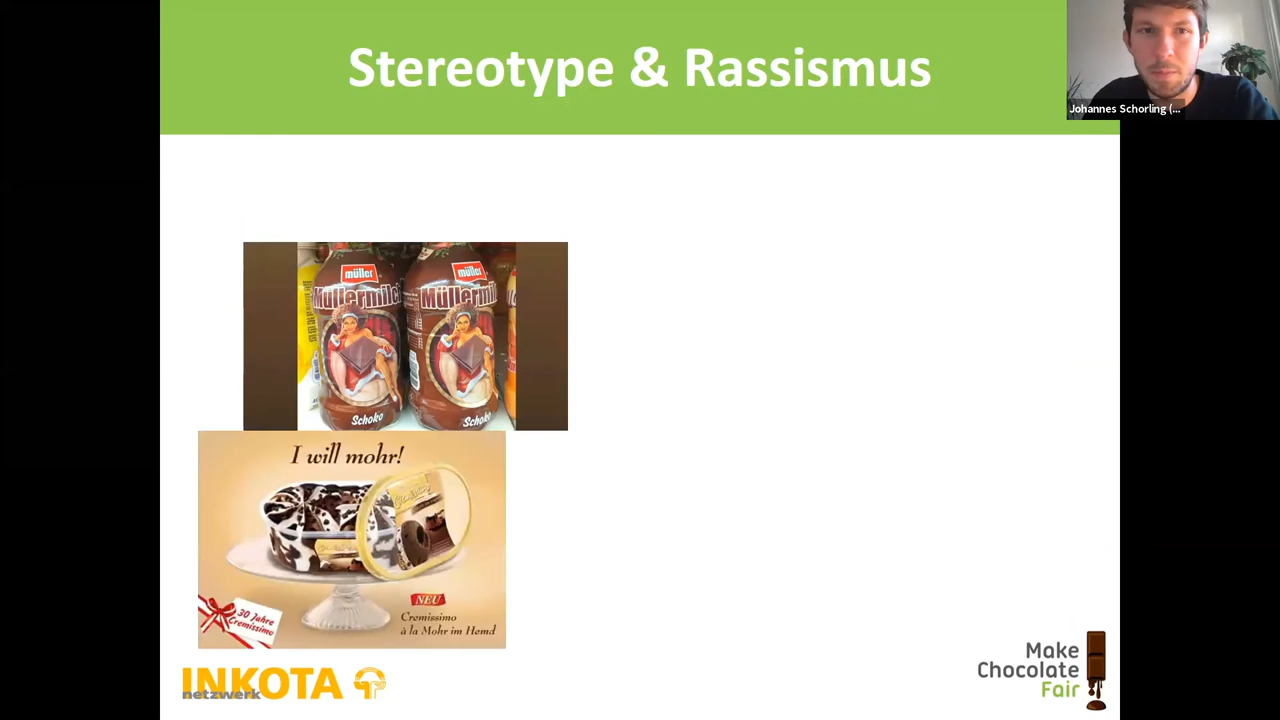 Stereotype & Rassismus
Johannes Schorling (...
müller
müller
Müllermilch
Müllermil
Schoko
Schoko
I will mohr!
30 Jahre
Cremissimo
NEU
Cremissimo
à la Mohr im Hemd
INKOTA
netzwerk
Make
Chocolate
Fair